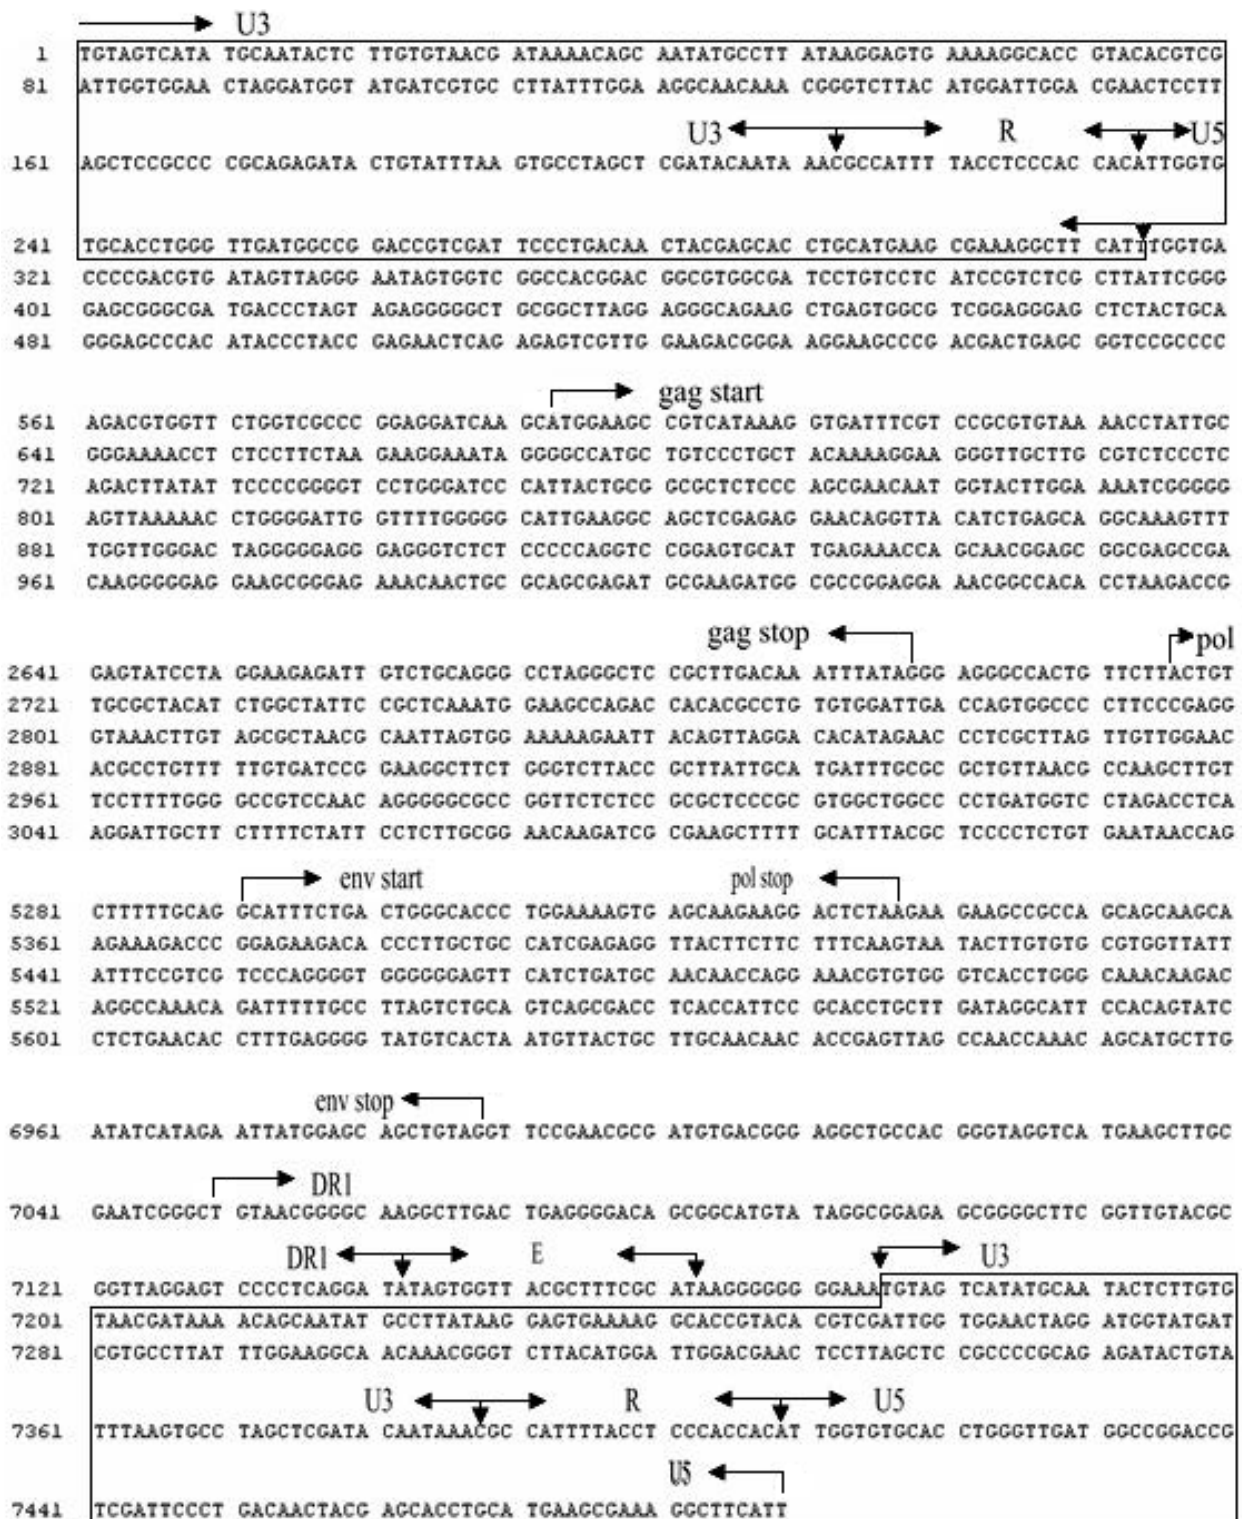 U3
1 TGTAGTCATA TGCAATACTC TTGTGTAACG ATAAAACAGC AATATGCCTT ATAAGGAGTG AAAAGGCACC GTACACGTCG
81 ATTGGTGGAA CTAGGATGGT ATGATCGTGC CTTATTTGGA AGGCAACAAA CGGGTCTTAC ATGGATTGGA CGAACTCCTT
U3 R U5
161 AGCTCCGCCC CGCAGAGATA CTGTATTTAA GTGCCTAGCT CGATACAATA AACGCCATTT TACCTCCCAC CACATTGGTG
241 TGCACCTGGG TTGATGGCCG GACCGTCGAT TCCCTGACAA CTACGAGCAC CTGCATGAAG CGAAAGGCTT CATTTGGTGA
321 CCCCGACGTG ATAGTTAGGG AATAGTGGTC GGCCACGGAC GGCGTGGCGA TCCTGTCCTC ATCCGTCTCG CTTATTCGGG
401 GAGCGGGCGA TGACCCTAGT AGAGGGGGCT GCGGCTTAGG AGGGCAGAAG CTGAGTGGCG TCGGAGGGAG CTCTACTGCA
481 GGGAGCCCAC ATACCCTACC GAGAACTCAG AGAGTCGTTG GAAGACGGGA AGGAAGCCCG ACGACTGAGC GGTCCGCCCC
gag start
561 AGACGTGGTT CTGGTCGCCC GGAGGATCAA GCATGGAAGC CGTCATAAAG GTGATTTCGT CCGCGTGTAA AACCTATTGC
641 GGGAAAACCT CTCCTTCTAA GAAGGAAATA GGGGCCATGC TGTCCCTGCT ACAAAAGGAA GGGTTGCTTG CGTCTCCCTC
721 AGACTTATAT TCCCCGGGGT CCTGGGATCC CATTACTGCG GCGCTCTCCC AGCGAACAAT GGTACTTGGA AAATCGGGGG
801 AGTTAAAAAC CTGGGGATTG GTTTTGGGGG CATTGAAGGC AGCTCGAGAG GAACAGGTTA CATCTGAGCA GGCAAAGTTT
881 TGGTTGGGAC TAGGGGGAGG GAGGGTCTCT CCCCCAGGTC CGGAGTGCAT TGAGAAACCA GCAACGGAGC GGCGAGCCGA
961 CAAGGGGGAG GAAGCGGGAG AAACAACTGC GCAGCGAGAT GCGAAGATGG CGCCGGAGGA AACGGCCACA CCTAAGACCG
gag stop pol
2641 GAGTATCCTA GGAAGAGATT GTCTGCAGGG CCTAGGGCTC CGCTTGACAA ATTTATAGGG AGGGCCACTG TTCTTACTGT
2721 TGCGCTACAT CTGGCTATTC CGCTCAAATG GAAGCCAGAC CACACGCCTG TGTGGATTGA CCAGTGGCCC CTTCCCGAGG
2801 GTAAACTTGT AGCGCTAACG CAATTAGTGG AAAAAGAATT ACAGTTAGGA CACATAGAAC CCTCGCTTAG TTGTTGGAAC
2881 ACGCCTGTTT TTGTGATCCG GAAGGCTTCT GGGTCTTACC GCTTATTGCA TGATTTGCGC GCTGTTAACG CCAAGCTTGT
2961 TCCTTTTGGG GCCGTCCAAC AGGGGGCGCC GGTTCTCTCC GCGCTCCCGC GTGGCTGGCC CCTGATGGTC CTAGACCTCA
3041 AGGATTGCTT CTTTTCTATT CCTCTTGCGG AACAAGATCG CGAAGCTTTT GCATTTACGC TCCCCTCTGT GAATAACCAG
env start pol stop
5281 CTTTTTGCAG GCATTTCTGA CTGGGCACCC TGGAAAAGTG AGCAAGAAGG ACTCTAAGAA GAAGCCGCCA GCAGCAAGCA
5361 AGAAAGACCC GGAGAAGACA CCCTTGCTGC CATCGAGAGG TTACTTCTTC TTTCAAGTAA TACTTGTGTG CGTGGTTATT
5441 ATTTCCGTCG TCCCAGGGGT GGGGGGAGTT CATCTGATGC AACAACCAGG AAACGTGTGG GTCACCTGGG CAAACAAGAC
5521 AGGCCAAACA GATTTTTGCC TTAGTCTGCA GTCAGCGACC TCACCATTCC GCACCTGCTT GATAGGCATT CCACAGTATC
5601 CTCTGAACAC CTTTGAGGGG TATGTCACTA ATGTTACTGC TTGCAACAAC ACCGAGTTAG CCAACCAAAC AGCATGCTTG
env stop
6961 ATATCATAGA ATTATGGAGC AGCTGTAGGT TCCGAACGCG ATGTGACGGG AGGCTGCCAC GGGTAGGTCA TGAAGCTTGC
DR1
7041 GAATCGGGCT GTAACGGGGC AAGGCTTGAC TGAGGGGACA GCGGCATGTA TAGGCGGAGA GCGGGGCTTC GGTTGTACGC
DR1 E U3
7121 GGTTAGGAGT CCCCTCAGGA TATAGTGGTT ACGCTTTCGC ATAAGGGGGG GGAAATGTAG TCATATGCAA TACTCTTGTG
7201 TAACGATAAA ACAGCAATAT GCCTTATAAG GAGTGAAAAG GCACCGTACA CGTCGATTGG TGGAACTAGG ATGGTATGAT
7281 CGTGCCTTAT TTGGAAGGCA ACAAACGGGT CTTACATGGA TTGGACGAAC TCCTTAGCTC CGCCCCGCAG AGATACTGTA
U3 R U5
7361 TTTAAGTGCC TAGCTCGATA CAATAAACGC CATTTTACCT CCCACCACAT TGGTGTGCAC CTGGGTTGAT GGCCGGACCG
U5
7441 TCGATTCCCT GACAACTACG AGCACCTGCA TGAAGCGAAA GGCTTCATT